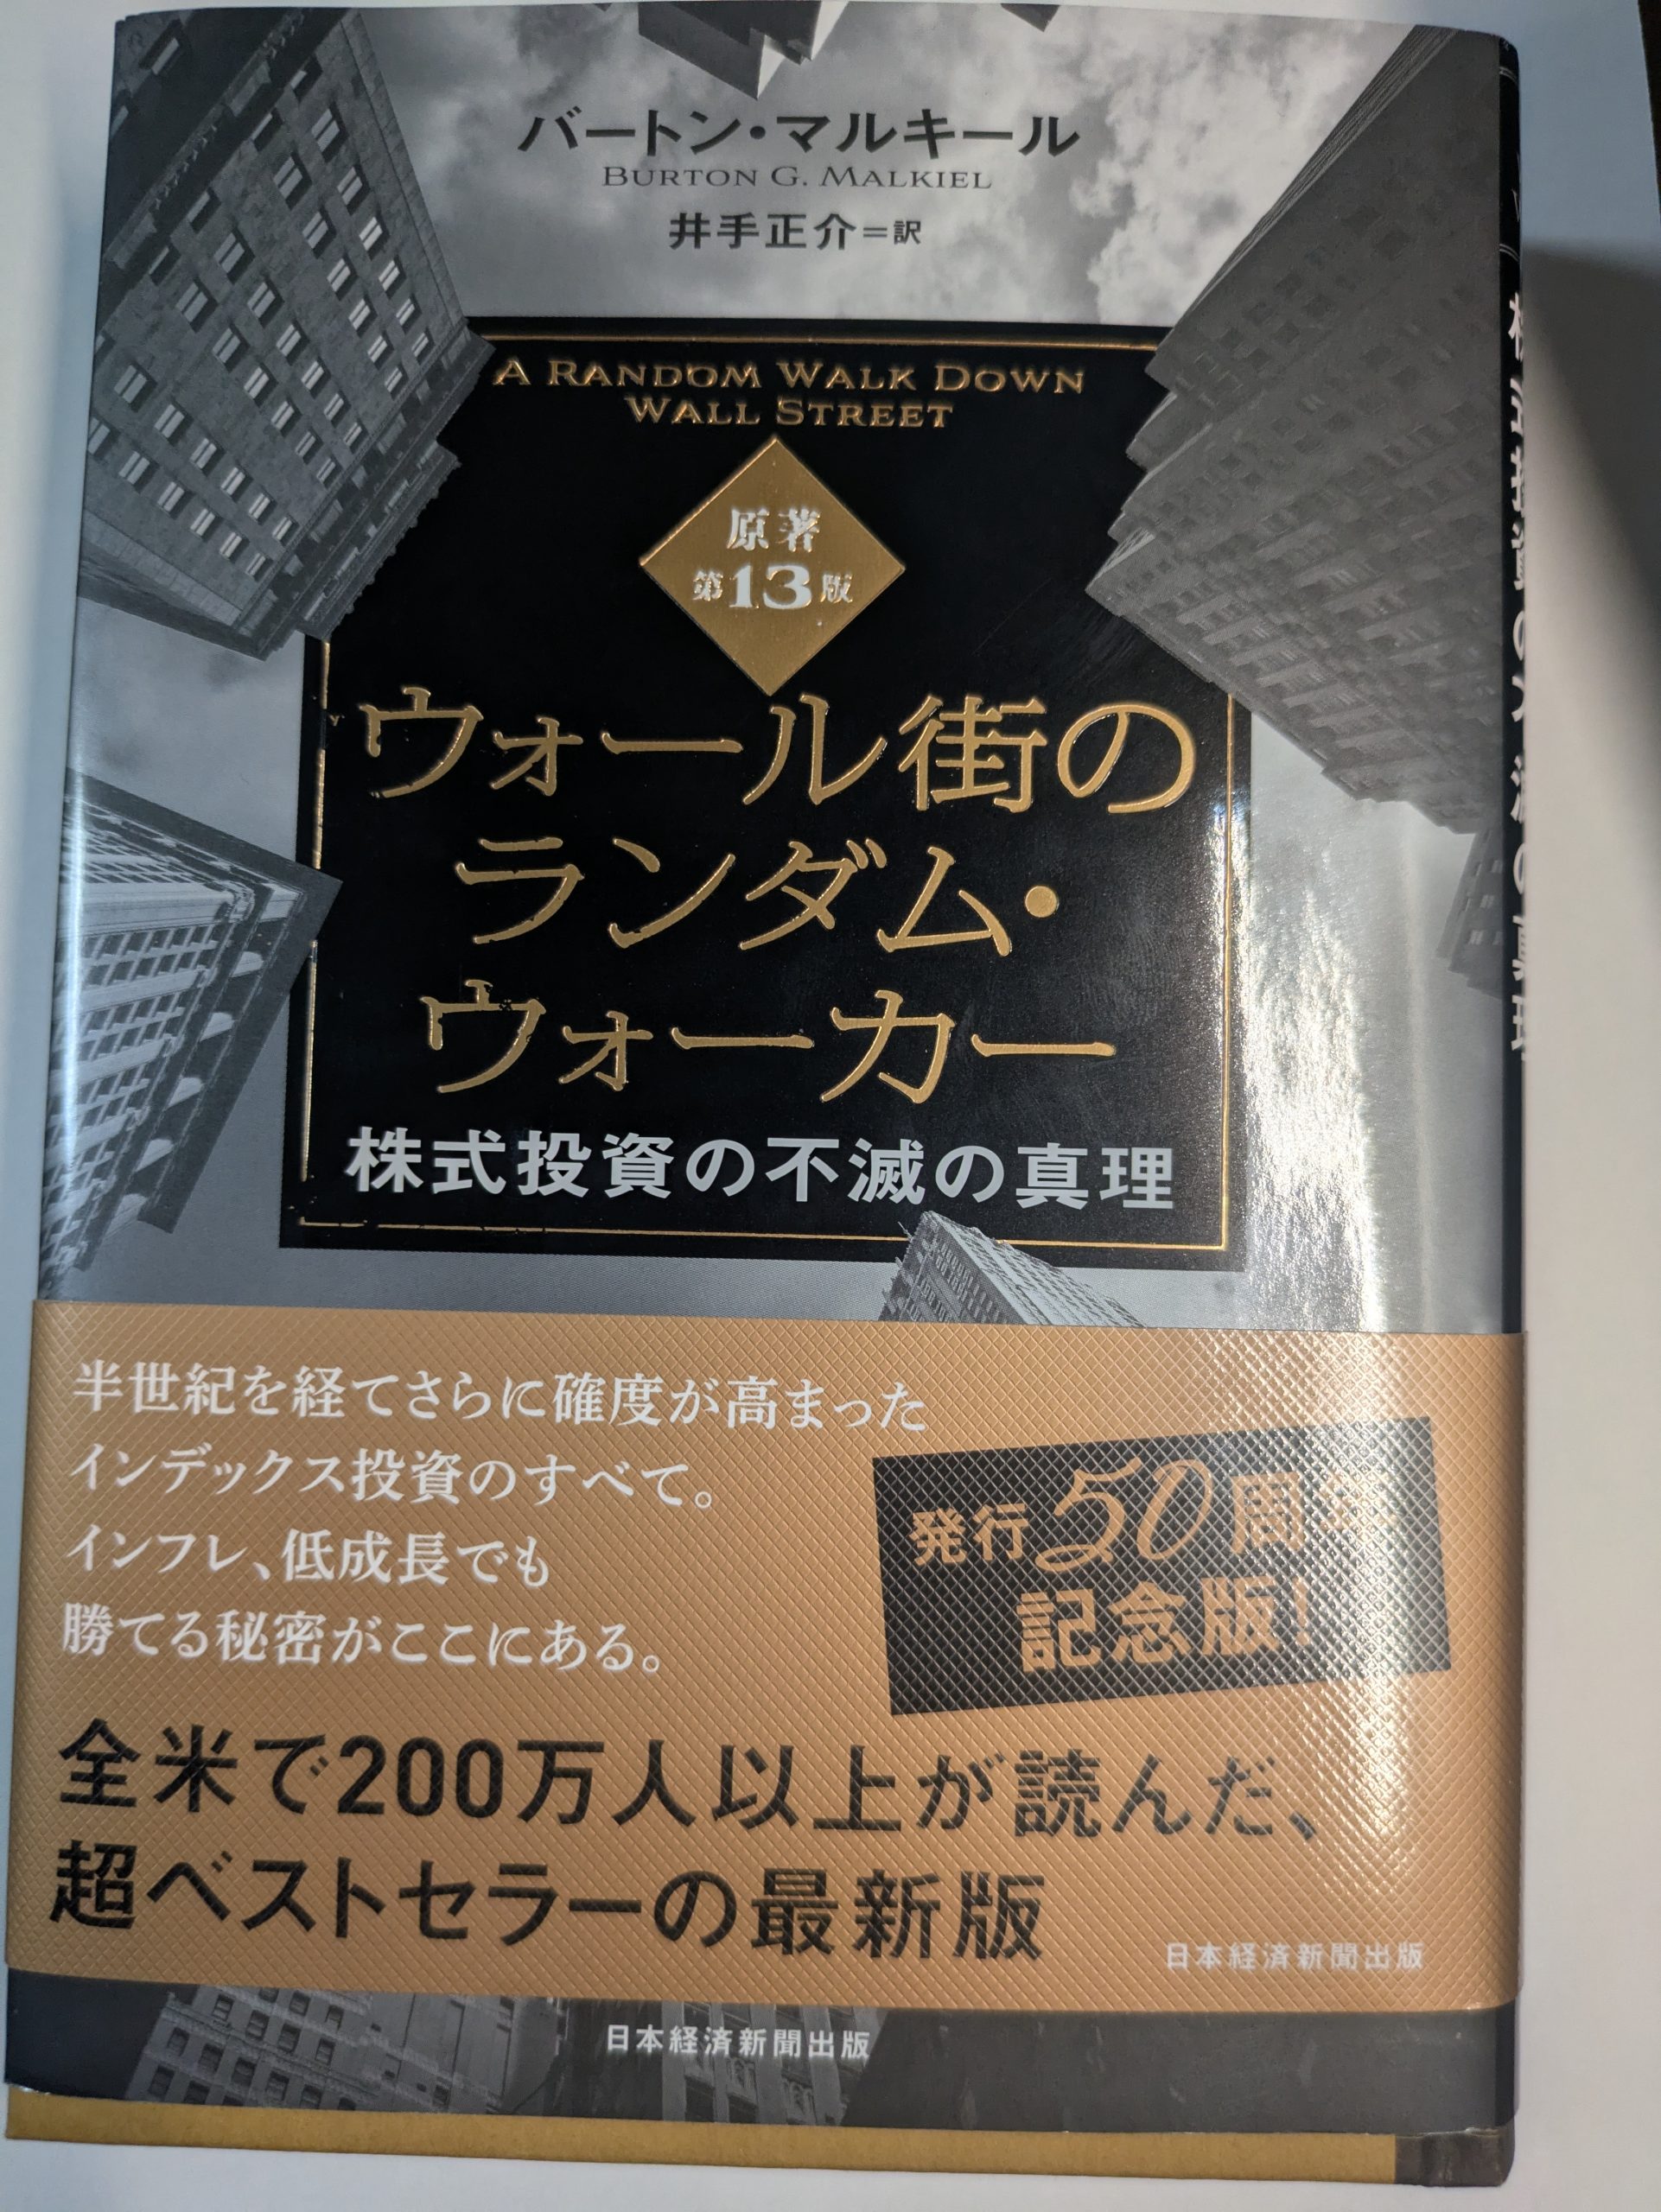 バートン・マルキール
BURTON G. MALKIEL
井手正介=訳
A RANDOM WALK DOWN
WALL STREET
原著
第13版
ウォール街の
ランダム・
ウォーカー
株式投資の不滅の真理
半世紀を経てさらに確度が高まった
インデックス投資のすべて。
インフレ、低成長でも
勝てる秘密がここにある。
発行50周年
記念版!
全米で200万人以上が読んだ、
超ベストセラーの最新版
日本経済新聞出版
日本経済新聞出版